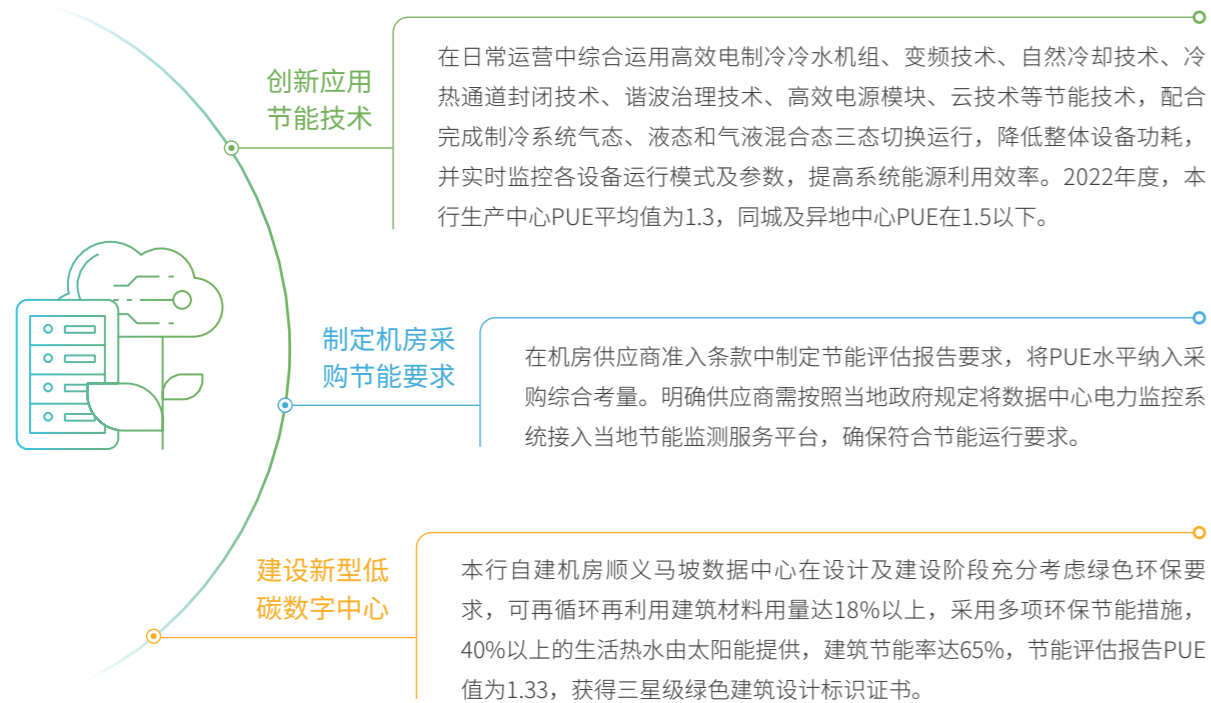 创新应用
节能技术
在日常运营中综合运用高效电制冷冷水机组、变频技术、自然冷却技术、冷
热通道封闭技术、谐波治理技术、高效电源模块、云技术等节能技术，配合
完成制冷系统气态、液态和气液混合态三态切换运行，降低整体设备功耗，
并实时监控各设备运行模式及参数，提高系统能源利用效率。2022年度，本
行生产中心PUE平均值为1.3，同城及异地中心PUE在1.5以下。
制定机房采
购节能要求
在机房供应商准入条款中制定节能评估报告要求，将PUE水平纳入采
购综合考量。明确供应商需按照当地政府规定将数据中心电力监控系
统接入当地节能监测服务平台，确保符合节能运行要求。
建设新型低
碳数字中心
本行自建机房顺义马坡数据中心在设计及建设阶段充分考虑绿色环保要
求，可再循环再利用建筑材料用量达18%以上，采用多项环保节能措施，
40%以上的生活热水由太阳能提供，建筑节能率达65%，节能评估报告PUE
值为1.33，获得三星级绿色建筑设计标识证书。